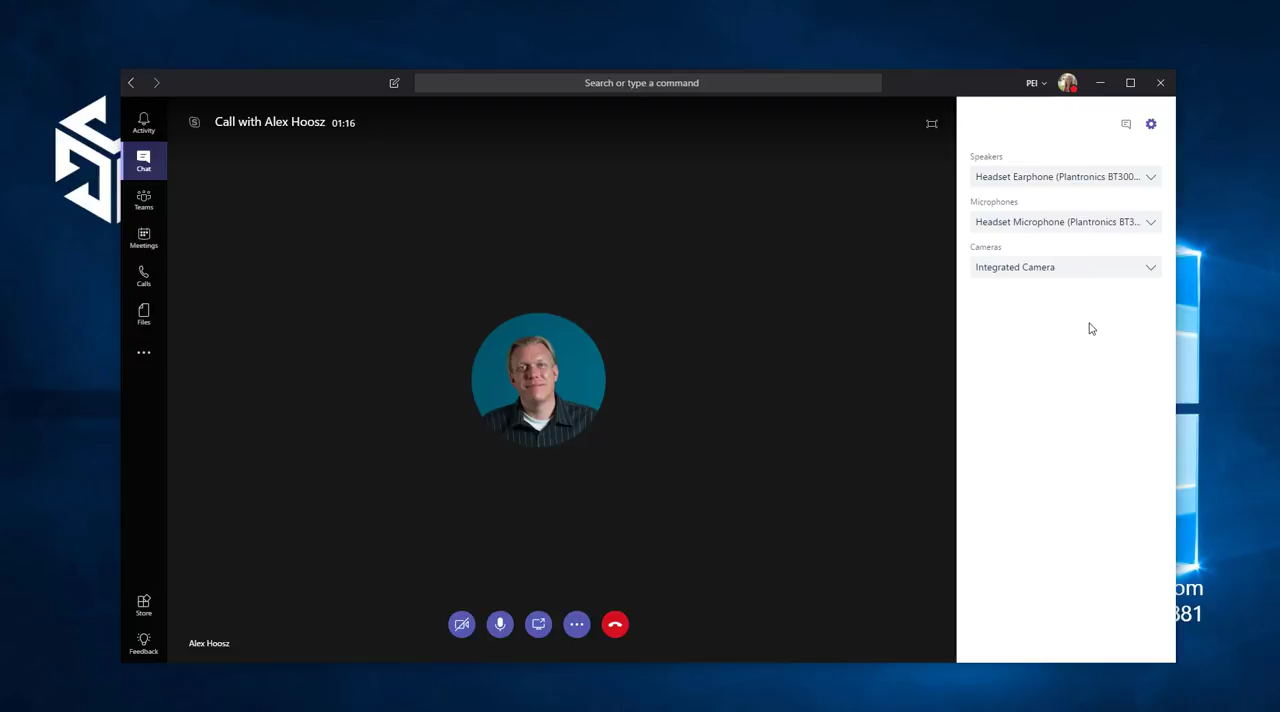 Search or type a command
PEI
Activity
Chat
Teams
Meetings
Calls
Files
Store
Feedback
Call with Alex Hoosz 01:16
Alex Hoosz
Speakers
Headset Earphone (Plantronics BT300...
Microphones
Headset Microphone (Plantronics BT3...
Cameras
Integrated Camera
om
881